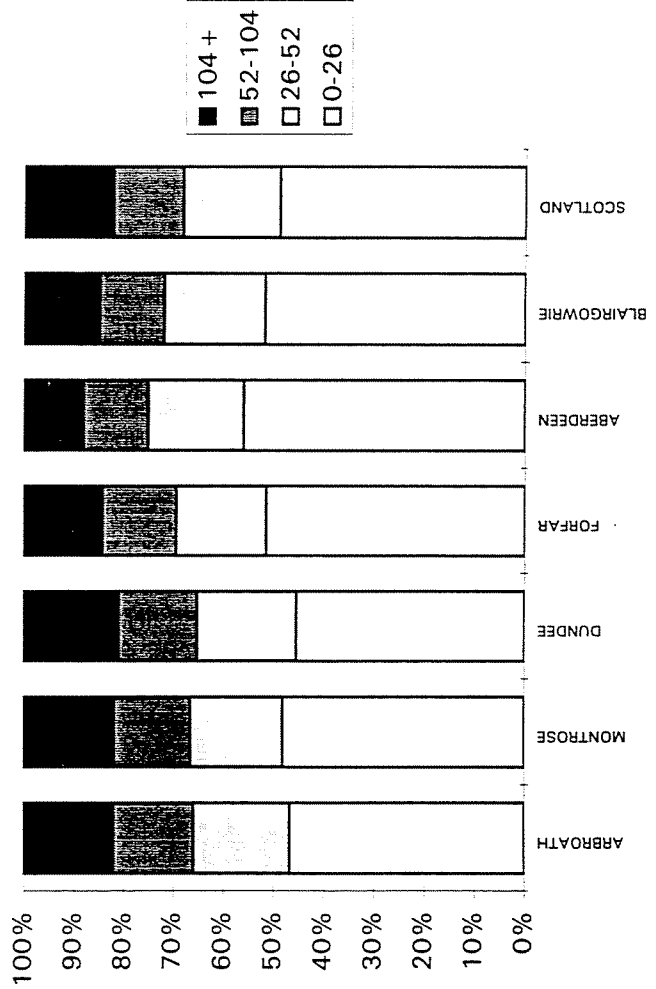 100%
90%
80%
70%
60%
50%
40%
30%
20%
10%
0%
ARBROATH
MONTROSE
DUNDEE
FORFAR
ABERDEEN
BLAIRGOWRIE
SCOTLAND
104+
52-104
26-52
0-26